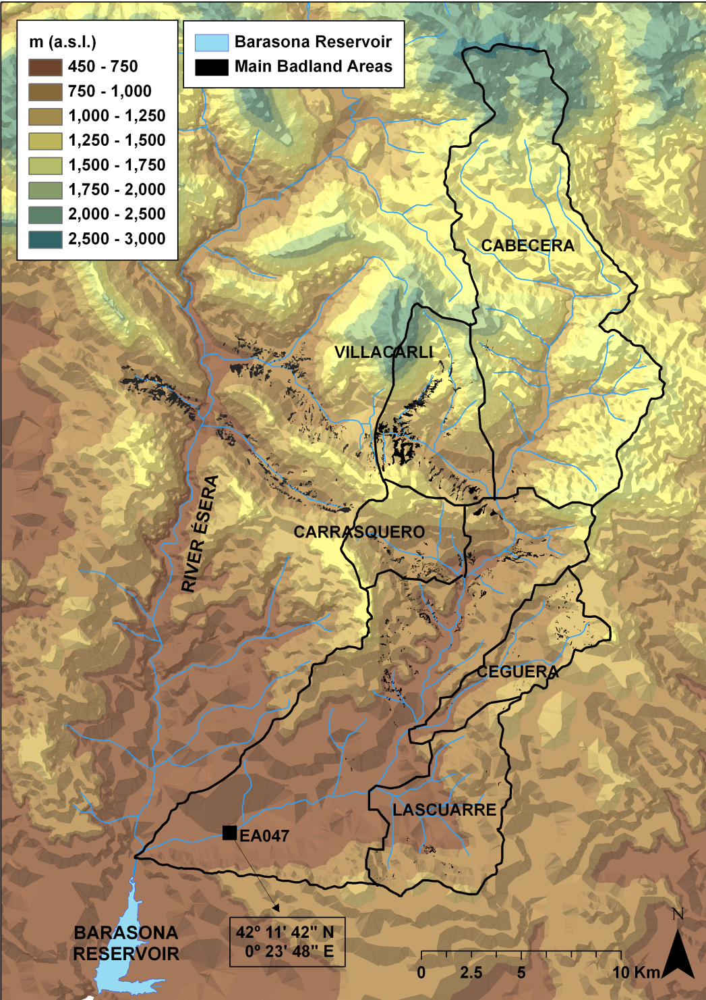 m (a.s.l.)
450 - 750
750 - 1,000
1,000 - 1,250
1,250 - 1,500
1,500 - 1,750
1,750 - 2,000
2,000 - 2,500
2,500 - 3,000
Barasona Reservoir
Main Badland Areas
CABECERA
VILLACARLI
RIVER ÉSERA
CARRASQUERO
CEGUERA
LASCUARRE
EA047
BARASONA
RESERVOIR
42º 11' 42" N
0º 23' 48" E
N
0 2.5 5 10 Km